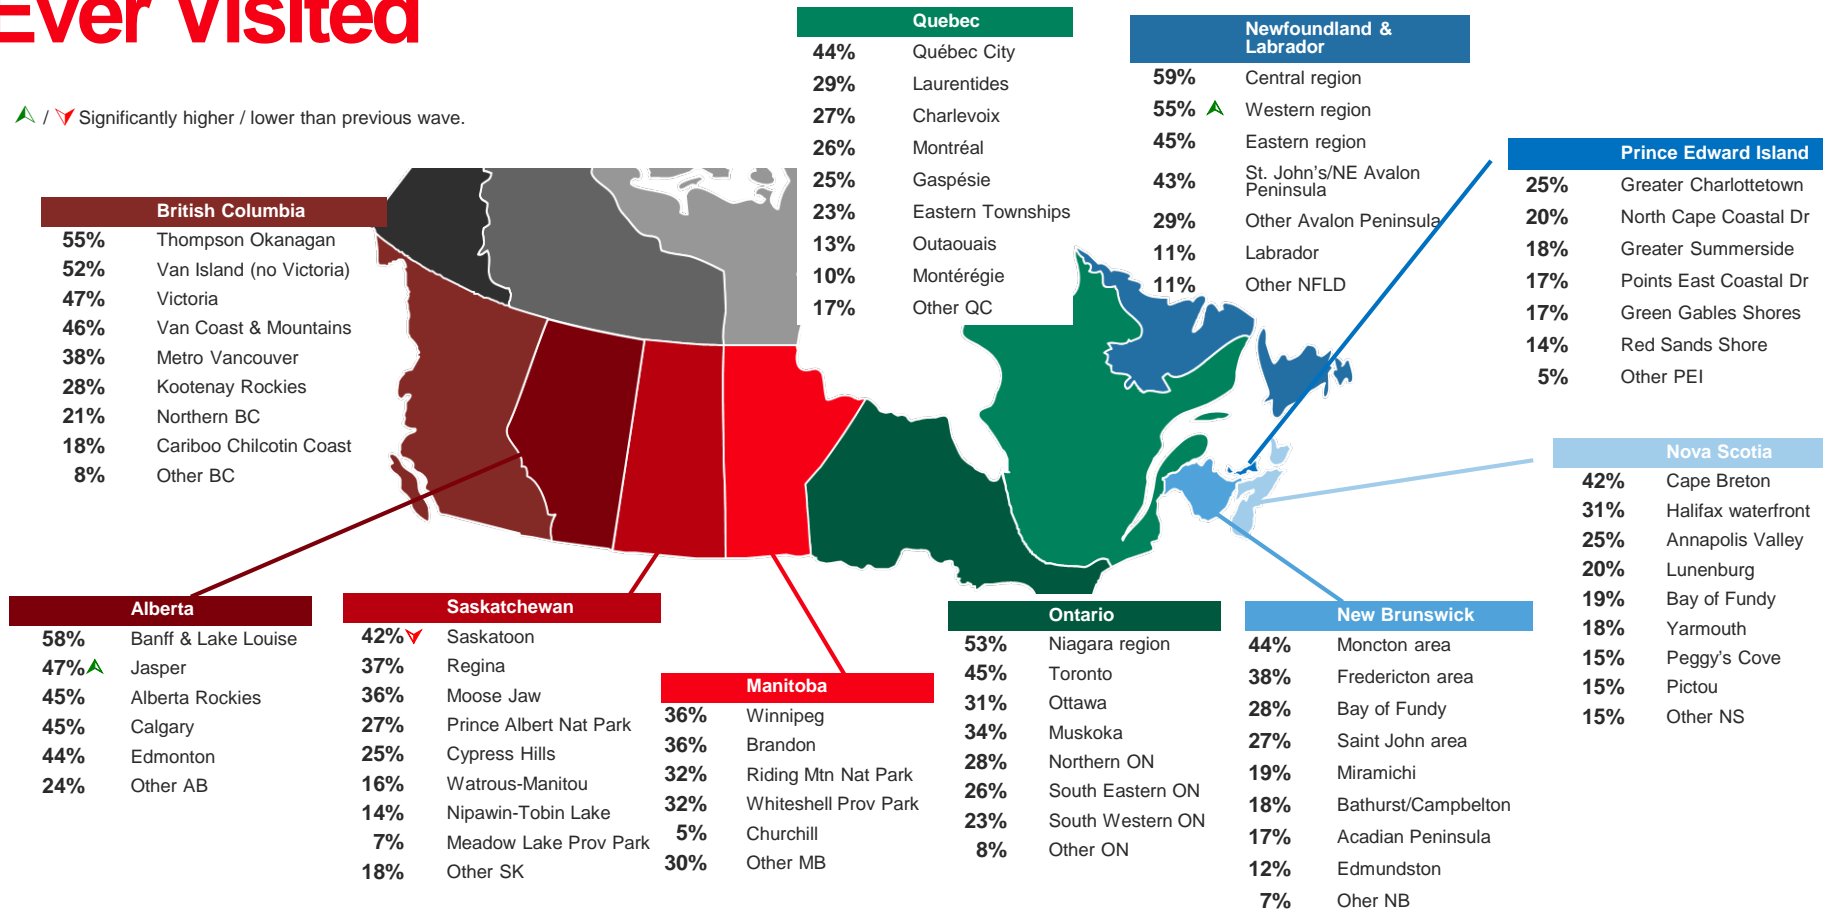 Ever Visited
/ Significantly higher / lower than previous wave.
British Columbia
55% Thompson Okanagan
52% Van Island (no Victoria)
47% Victoria
46% Van Coast & Mountains
38% Metro Vancouver
28% Kootenay Rockies
21% Northern BC
18% Cariboo Chilcotin Coast
8% Other BC
Quebec
44% Québec City
29% Laurentides
27% Charlevoix
26% Montréal
25% Gaspésie
23% Eastern Townships
13% Outaouais
10% Montérégie
17% Other QC
Newfoundland &
Labrador
59% Central region
55% Western region
45% Eastern region
43% St. John's/NE Avalon
Peninsula
29% Other Avalon Peninsula
11% Labrador
11% Other NFLD
Prince Edward Island
25% Greater Charlottetown
20% North Cape Coastal Dr
18% Greater Summerside
17% Points East Coastal Dr
17% Green Gables Shores
14% Red Sands Shore
5% Other PEI
Nova Scotia
42% Cape Breton
31% Halifax waterfront
25% Annapolis Valley
20% Lunenburg
19% Bay of Fundy
18% Yarmouth
15% Peggy's Cove
15% Pictou
15% Other NS
Alberta
58% Banff & Lake Louise
47% Jasper
45% Alberta Rockies
45% Calgary
44% Edmonton
24% Other AB
Saskatchewan
42% Saskatoon
37% Regina
36% Moose Jaw
27% Prince Albert Nat Park
25% Cypress Hills
16% Watrous-Manitou
14% Nipawin-Tobin Lake
7% Meadow Lake Prov Park
18% Other SK
Manitoba
36% Winnipeg
36% Brandon
32% Riding Mtn Nat Park
32% Whiteshell Prov Park
5% Churchill
30% Other MB
Ontario
53% Niagara region
45% Toronto
31% Ottawa
34% Muskoka
28% Northern ON
26% South Eastern ON
23% South Western ON
8% Other ON
New Brunswick
44% Moncton area
38% Fredericton area
28% Bay of Fundy
27% Saint John area
19% Miramichi
18% Bathurst/Campbelton
17% Acadian Peninsula
12% Edmundston
7% Oher NB